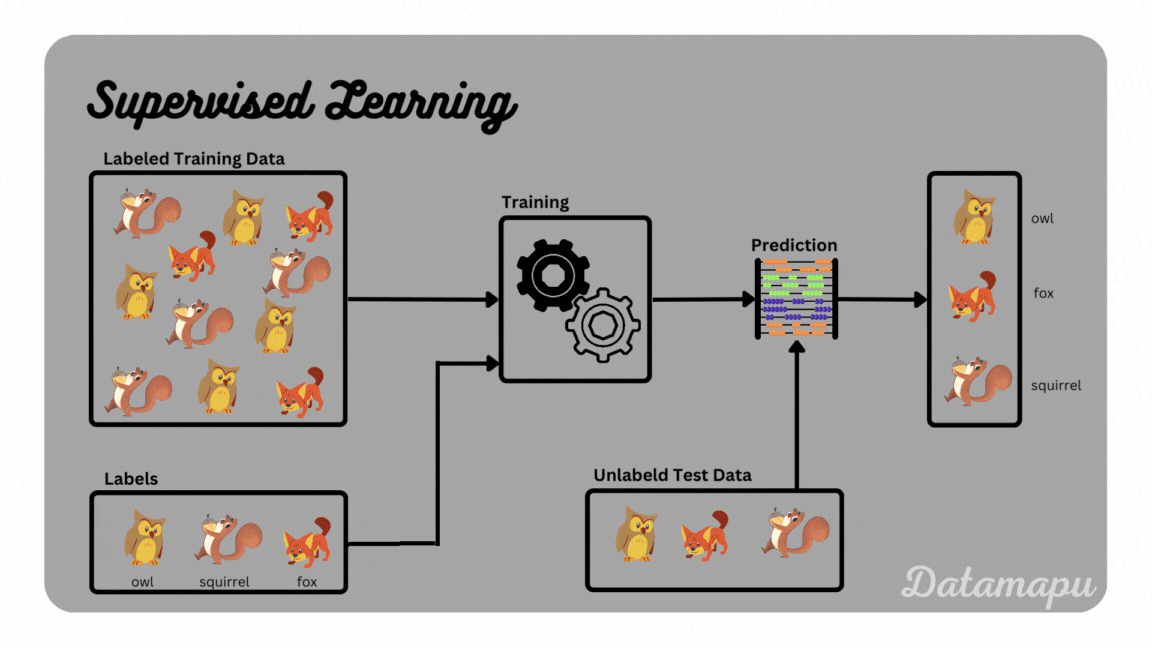 Supervised Learning
Labeled Training Data
Training
Prediction
owl
fox
squirrel
Labels
owl squirrel fox
Unlabeld Test Data
Datamapu